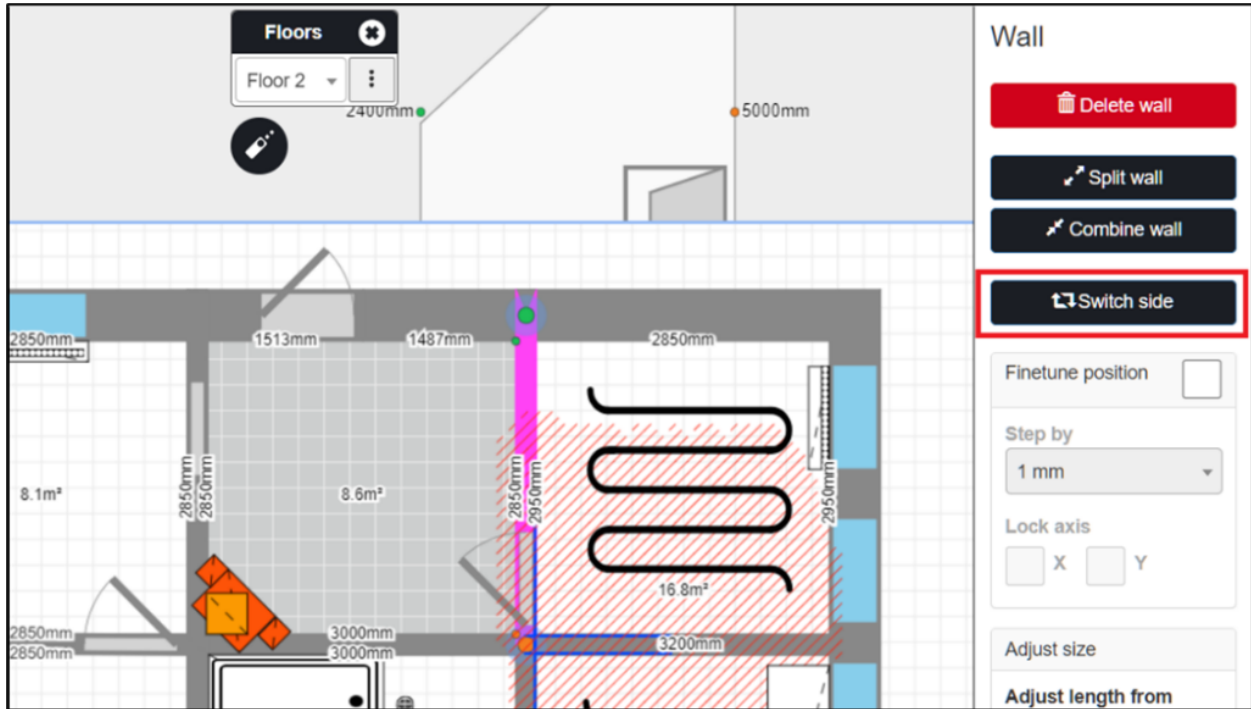 Floors
Floor 2
2400mm
5000mm
2850mm
1513mm
1487mm
2850mm
2850mm
2850mm
2850mm
2950mm
2950mm
8.1m²
8.6m²
16.8m²
2850mm
3000mm
3200mm
2850mm
3000mm
Wall
Delete wall
Split wall
Combine wall
Switch side
Finetune position
Step by
1 mm
Lock axis
X
Y
Adjust size
Adjust length from